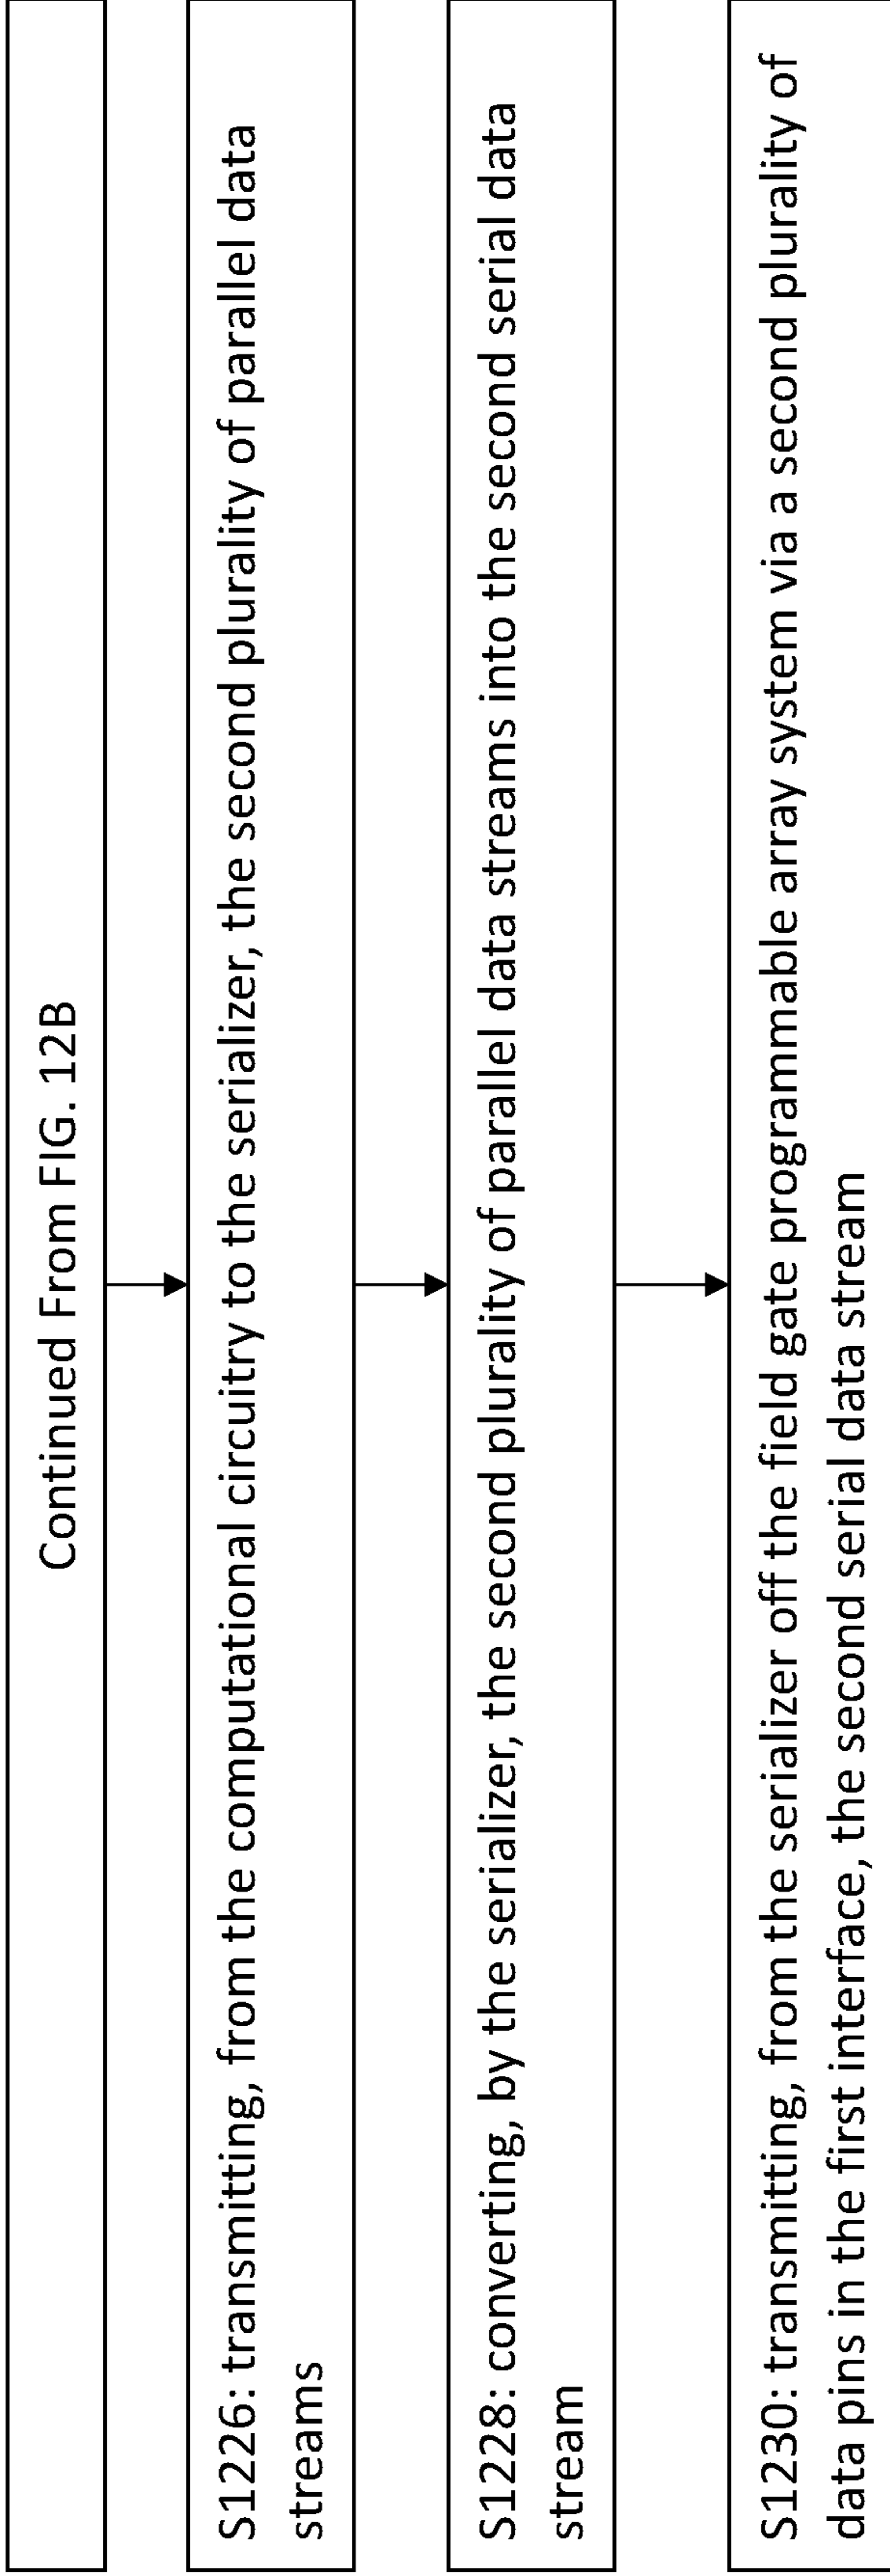 Continued From FIG. 12B
S1226: transmitting, from the computational circuitry to the serializer, the second plurality of parallel data
streams
S1228: converting, by the serializer, the second plurality of parallel data streams into the second serial data
stream
S1230: transmitting, from the serializer off the field gate programmable array system via a second plurality of
data pins in the first interface, the second serial data stream